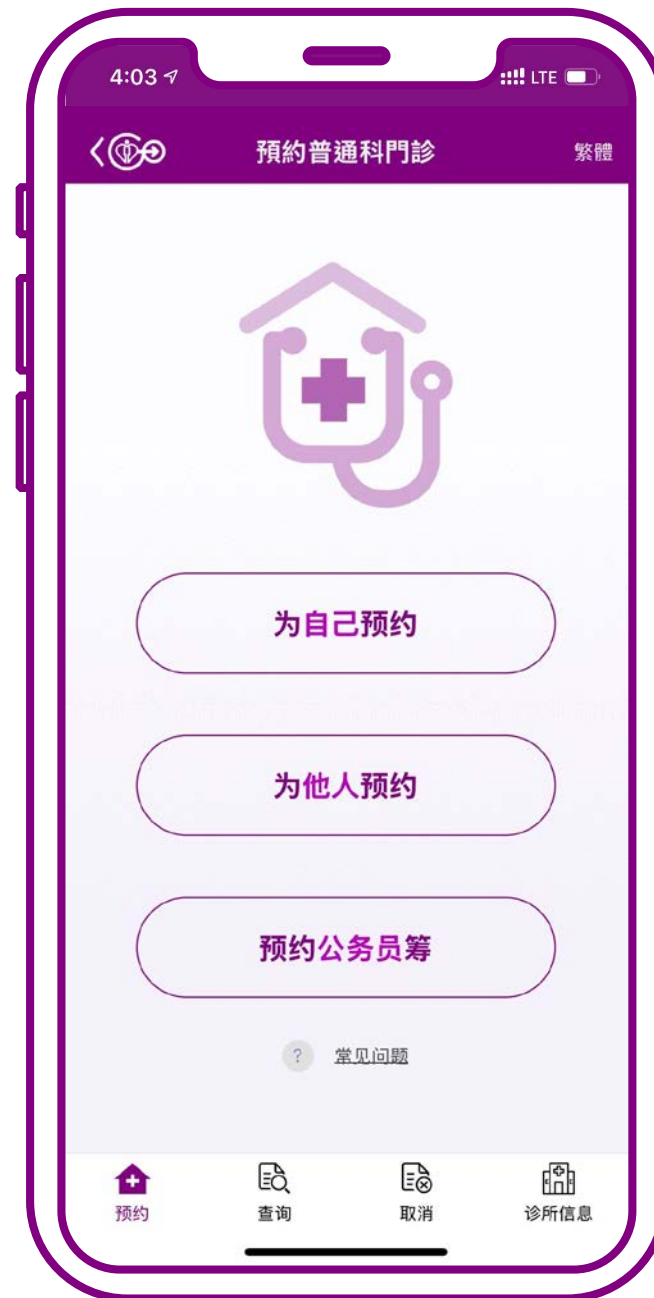 4:03
LTE
預約普通科門診
繁體
为自己预约
为他人预约
预约公务员筹
? 常见问题
预约
查询
取消
诊所信息